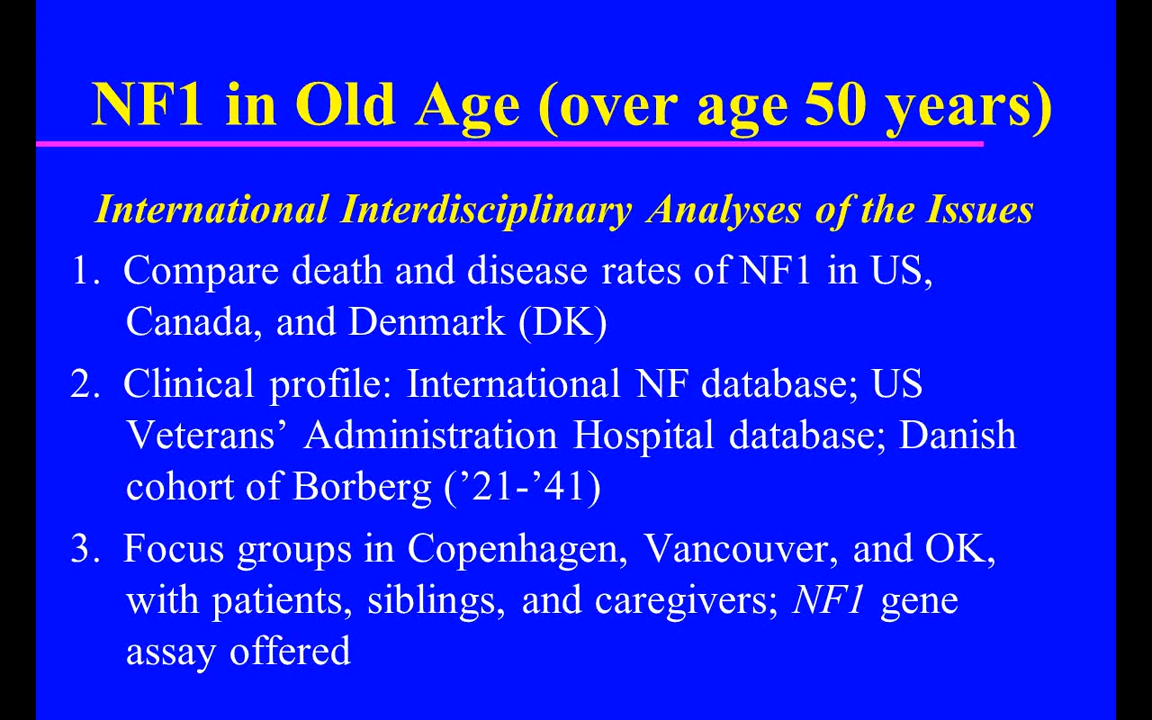 NF1 in Old Age (over age 50 years)
International Interdisciplinary Analyses of the Issues
1. Compare death and disease rates of NF1 in US,
Canada, and Denmark (DK)
2. Clinical profile: International NF database; US
Veterans’ Administration Hospital database; Danish
cohort of Borberg (’21-’41)
3. Focus groups in Copenhagen, Vancouver, and OK,
with patients, siblings, and caregivers; NF1 gene
assay offered